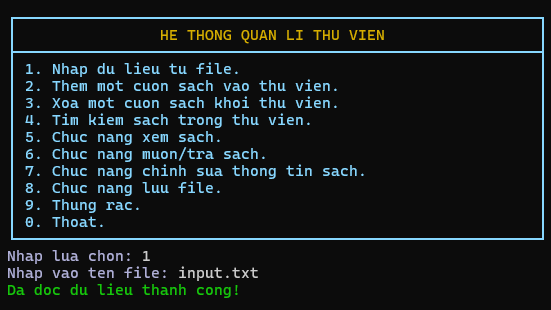 HE THONG QUAN LI THU VIEN
1. Nhap du lieu tu file.
2. Them mot cuon sach vao thu vien.
3. Xoa mot cuon sach khoi thu vien.
4. Tim kiem sach trong thu vien.
5. Chuc nang xem sach.
6. Chuc nang muon/tra sach.
7. Chuc nang chinh sua thong tin sach.
8. Chuc nang luu file.
9. Thung rac.
0. Thoat.
Nhap lua chon: 1
Nhap vao ten file: input.txt
Da doc du lieu thanh cong!